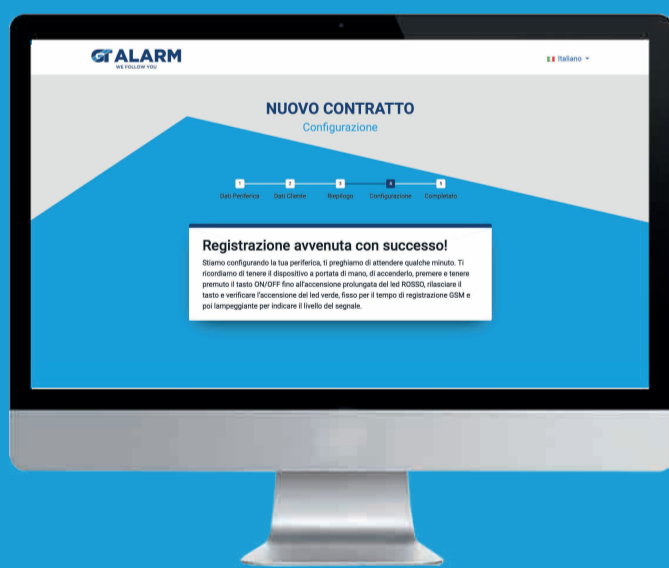 GT ALARM
WE FOLLOW YOU
Italiano
NUOVO CONTRATTO
Configurazione
1 2 3 4 5
Dati Periferica Dati Cliente Riepilogo Configurazione Completato
Registrazione avvenuta con successo!
Stiamo configurando la tua periferica, ti preghiamo di attendere qualche minuto. Ti
ricordiamo di tenere il dispositivo a portata di mano, di accenderlo, premere e tenere
premuto il tasto ON/OFF fino all'accensione prolungata del led ROSSO, rilasciare il
tasto e verificare l'accensione del led verde, fisso per il tempo di registrazione GSM e
poi lampeggiante per indicare il livello del segnale.